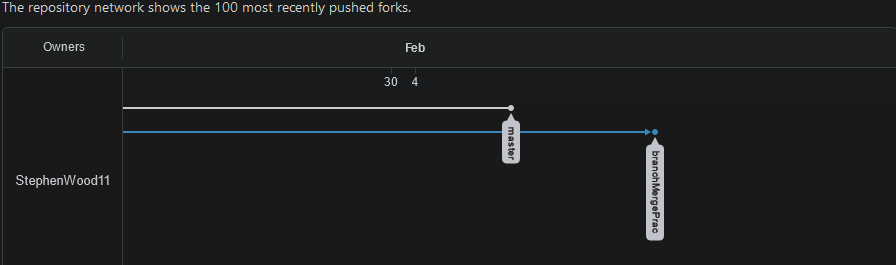 The repository network shows the 100 most recently pushed forks.
Owners
Feb
30 4
master
branchMergePrac
StephenWood11